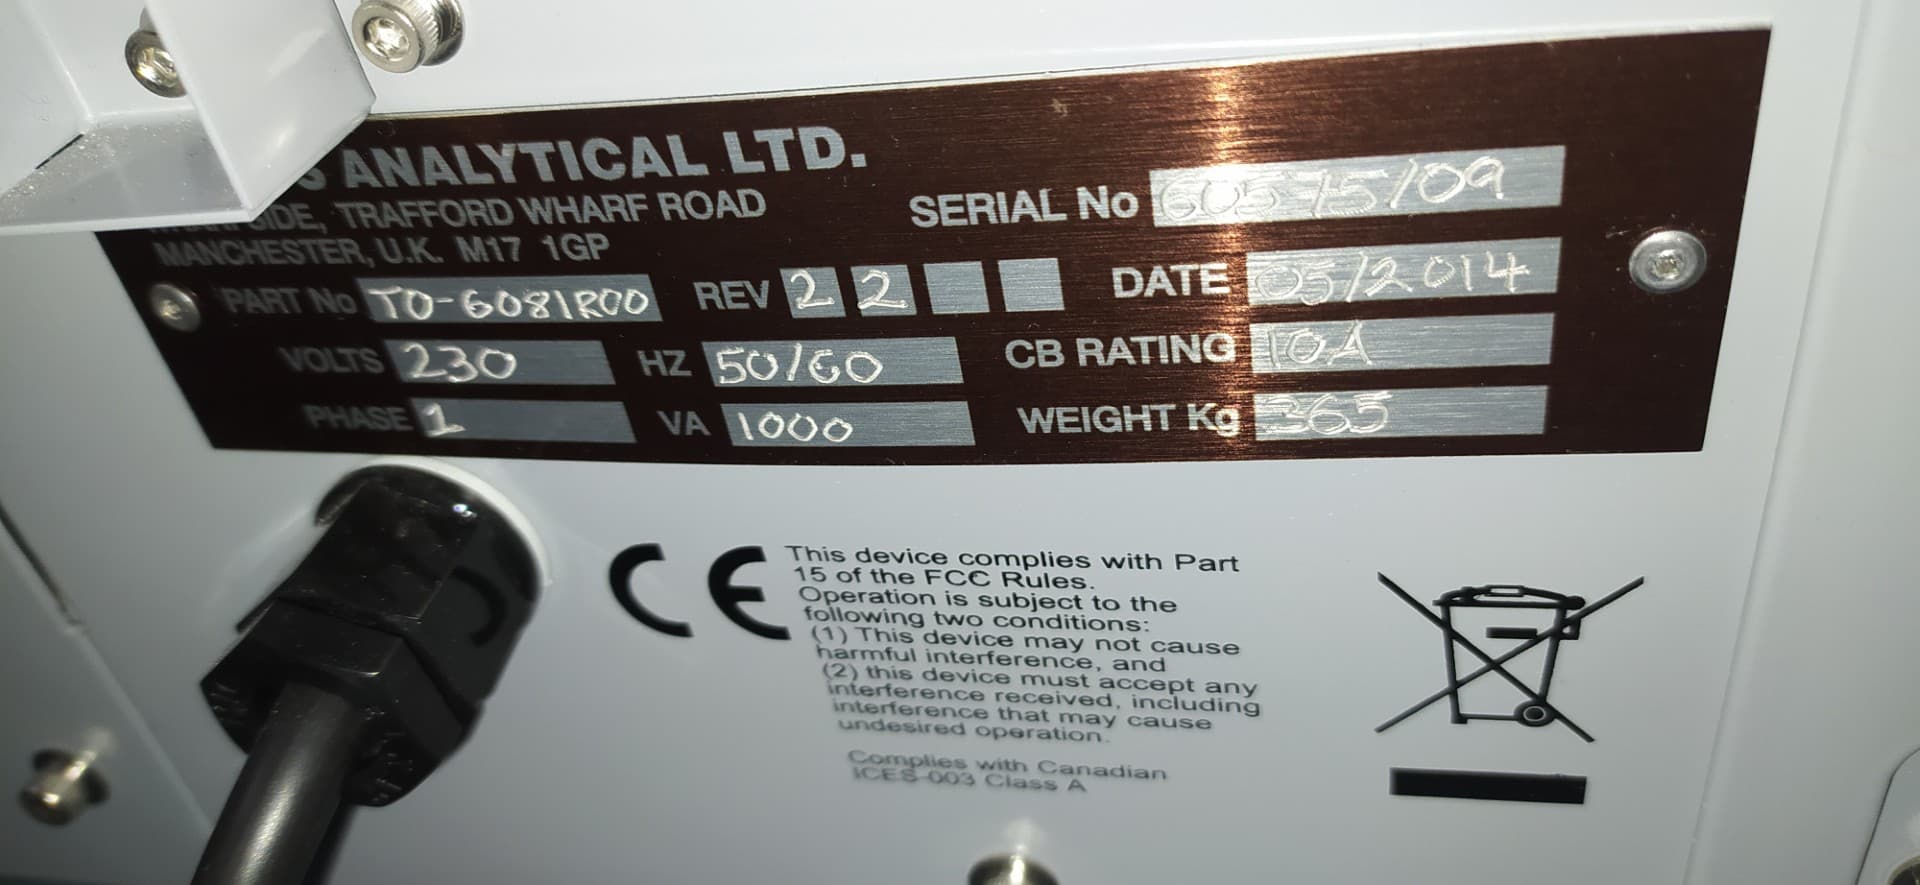 ANALYTICAL LTD.
TRAFFORD WHARF ROAD
MANCHESTER, U.K. M17 1GP
SERIAL No 60575/09
PART No TO-6081R00 REV 2 2 DATE 05/2014
VOLTS 230 HZ 50/60 CB RATING 10A
PHASE 1 VA 1000 WEIGHT Kg 365
CE
This device complies with Part
15 of the FCC Rules.
Operation is subject to the
following two conditions:
(1) This device may not cause
harmful interference, and
(2) this device must accept any
interference received, including
interference that may cause
undesired operation.
Complies with Canadian
ICES-003 Class A